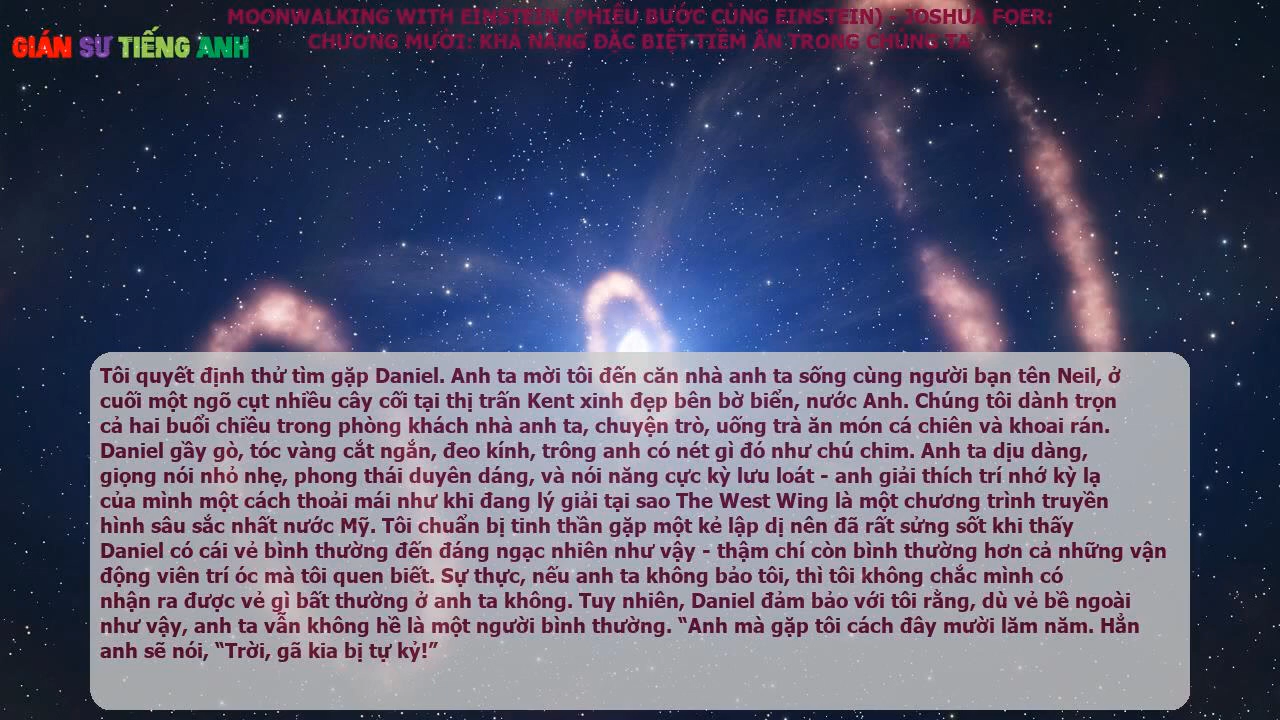 MOONWALKING WITH EINSTEIN (PHIÊU BƯỚC CÙNG EINSTEIN) - JOSHUA FOER:
CHƯƠNG MƯỜI: KHẢ NĂNG ĐẶC BIỆT TIỀM ẨN TRONG CHÚNG TA
GIÁN SỨ TIẾNG ANH
Tôi quyết định thử tìm gặp Daniel. Anh ta mời tôi đến căn nhà anh ta sống cùng người bạn tên Neil, ở
cuối một ngõ cụt nhiều cây cối tại thị trấn Kent xinh đẹp bên bờ biển, nước Anh. Chúng tôi dành trọn
cả hai buổi chiều trong phòng khách nhà anh ta, chuyện trò, uống trà ăn món cá chiên và khoai rán.
Daniel gầy gò, tóc vàng cắt ngắn, đeo kính, trông anh có nét gì đó như chú chim. Anh ta dịu dàng,
giọng nói nhỏ nhẹ, phong thái duyên dáng, và nói năng cực kỳ lưu loát - anh giải thích trí nhớ kỳ lạ
của mình một cách thoải mái như khi đang lý giải tại sao The West Wing là một chương trình truyền
hình sâu sắc nhất nước Mỹ. Tôi chuẩn bị tinh thần gặp một kẻ lập dị nên đã rất sửng sốt khi thấy
Daniel có cái vẻ bình thường đến đáng ngạc nhiên như vậy - thậm chí còn bình thường hơn cả những vận
động viên trí óc mà tôi quen biết. Sự thực, nếu anh ta không bảo tôi, thì tôi không chắc mình có
nhận ra được vẻ gì bất thường ở anh ta không. Tuy nhiên, Daniel đảm bảo với tôi rằng, dù vẻ bề ngoài
như vậy, anh ta vẫn không hề là một người bình thường. “Anh mà gặp tôi cách đây mười lăm năm. Hẳn
anh sẽ nói, “Trời, gã kia bị tự kỷ!”